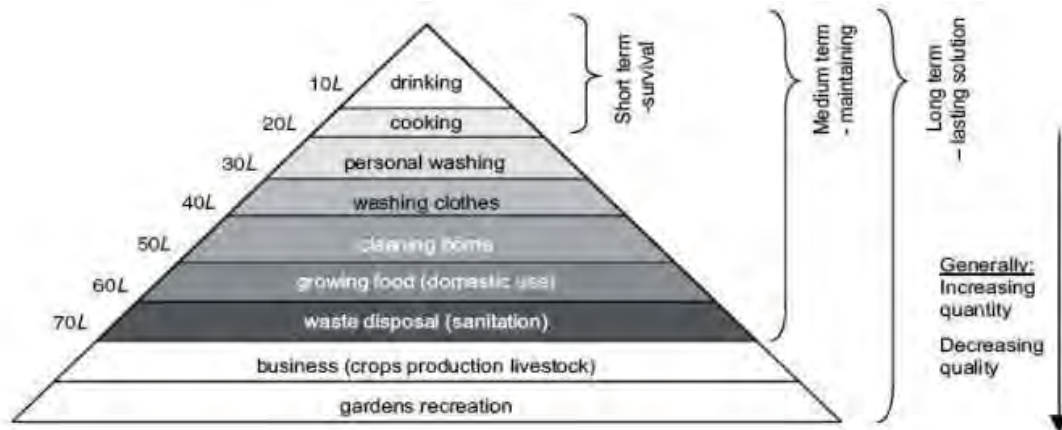 10L
drinking
20L
cooking
30L
personal washing
40L
washing clothes
50L
cleaning home
60L
growing food (domestic use)
70L
waste disposal (sanitation)
business (crops production livestock)
gardens recreation
Short term
-survival
Medium term
- maintaining
Long term
– lasting solution
Generally:
Increasing
quantity
Decreasing
quality